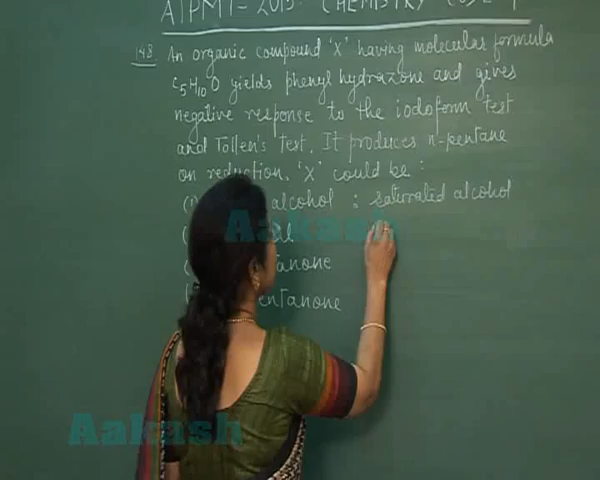 AIPMT - 2015 CHEMISTRY CODE
148 An organic compound 'X' having molecular formula
C5H10O yields phenyl hydrazone and gives
negative response to the iodoform test
and Tollen's test. It produces n-pentane
on reduction. 'X' could be :
alcohol : saturated alcohol
al
anone
entanone
Aakash
Aakash